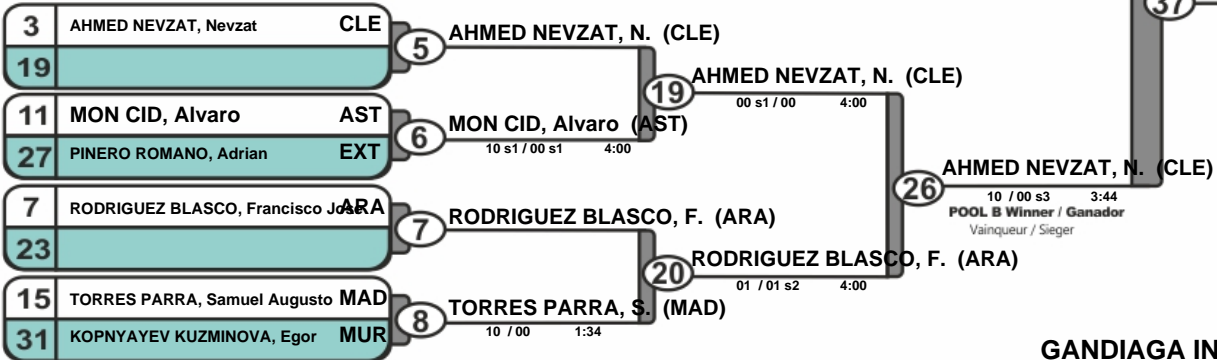 37
3 AHMED NEVZAT, Nevzat CLE
19
5
AHMED NEVZAT, N. (CLE)
11 MON CID, Alvaro AST
27 PINERO ROMANO, Adrian EXT
6
MON CID, Alvaro (AST)
10 s1 / 00 s1 4:00
19
AHMED NEVZAT, N. (CLE)
00 s1 / 00 4:00
7 RODRIGUEZ BLASCO, Francisco Jose ARA
23
7
RODRIGUEZ BLASCO, F. (ARA)
15 TORRES PARRA, Samuel Augusto MAD
31 KOPNYAYEV KUZMINOVA, Egor MUR
8
TORRES PARRA, S. (MAD)
10 / 00 1:34
20
RODRIGUEZ BLASCO, F. (ARA)
01 / 01 s2 4:00
26
AHMED NEVZAT, N. (CLE)
10 / 00 s3 3:44
POOL B Winner / Ganador
Vainqueur / Sieger
GANDIAGA IN